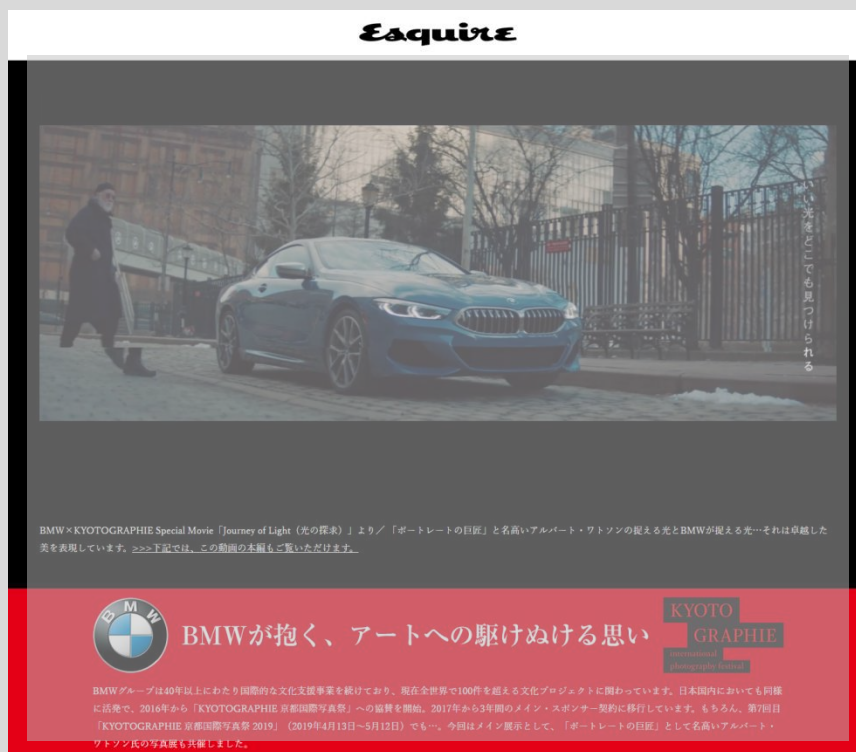 Esquire
いい光をどこでも見つけられる
BMW×KYOTOGRAPHIE Special Movie「Journey of Light（光の探求）」より／「ポートレートの巨匠」と名高いアルバート・ワトソンの捉える光とBMWが捉える光…それは卓越した
美を表現しています。>>>下記では、この動画の本編もご覧いただけます。
BMW
BMWが抱く、アートへの駆けぬける思い
KYOTO
GRAPHIE
international
photography festival
BMWグループは40年以上にわたり国際的な文化支援事業を続けており、現在全世界で100件を超える文化プロジェクトに関わっています。日本国内においても同様
に活発で、2016年から「KYOTOGRAPHIE 京都国際写真祭」への協賛を開始。2017年から3年間のメイン・スポンサー契約に移行しています。もちろん、第7回目
「KYOTOGRAPHIE 京都国際写真祭 2019」（2019年4月13日～5月12日）でも…。今回はメイン展示として、「ポートレートの巨匠」として名高いアルバート・
ワトソン氏の写真展も共催しました。